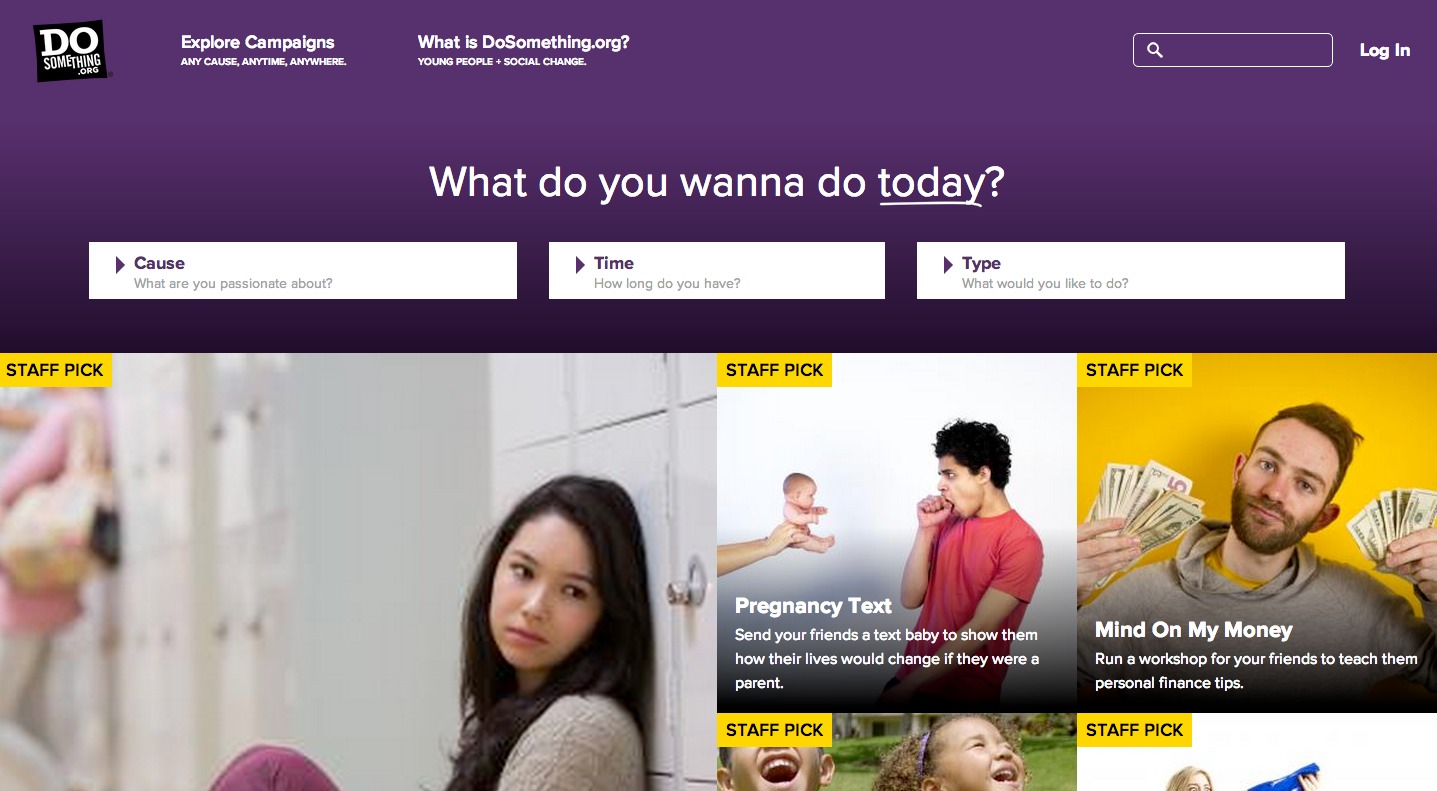 DO
SOMETHING
.ORG
Explore Campaigns
ANY CAUSE, ANYTIME, ANYWHERE.
What is DoSomething.org?
YOUNG PEOPLE + SOCIAL CHANGE.
Log In
What do you wanna do today?
Cause
What are you passionate about?
Time
How long do you have?
Type
What would you like to do?
STAFF PICK
STAFF PICK
STAFF PICK
Pregnancy Text
Send your friends a text baby to show them
how their lives would change if they were a
parent.
Mind On My Money
Run a workshop for your friends to teach them
personal finance tips.
STAFF PICK
STAFF PICK